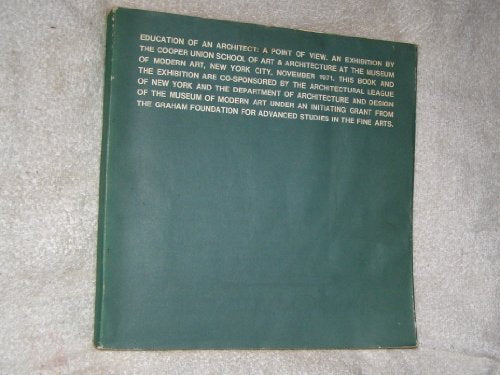 EDUCATION OF AN ARCHITECT: A POINT OF VIEW. AN EXHIBITION BY
THE COOPER UNION SCHOOL OF ART & ARCHITECTURE AT THE MUSEUM
OF MODERN ART, NEW YORK CITY, NOVEMBER 1971. THIS BOOK AND
THE EXHIBITION ARE CO-SPONSORED BY THE ARCHITECTURAL LEAGUE
OF NEW YORK AND THE DEPARTMENT OF ARCHITECTURE AND DESIGN
OF THE MUSEUM OF MODERN ART UNDER AN INITIATING GRANT FROM
THE GRAHAM FOUNDATION FOR ADVANCED STUDIES IN THE FINE ARTS.